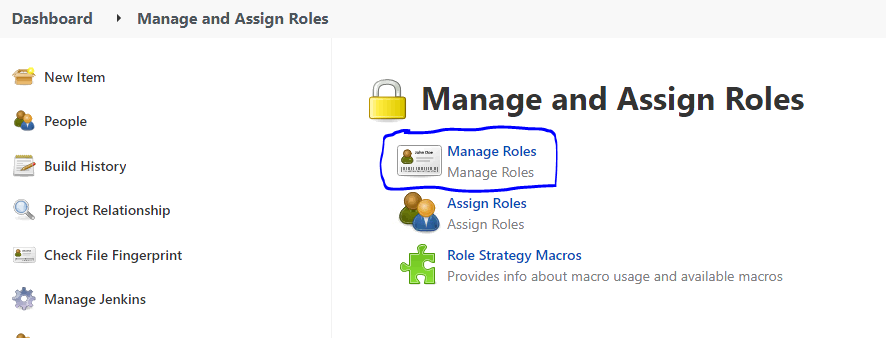 Dashboard Manage and Assign Roles
New Item
People
Build History
Project Relationship
Check File Fingerprint
Manage Jenkins
Manage and Assign Roles
John Doe
Manage Roles
Manage Roles
Assign Roles
Assign Roles
Role Strategy Macros
Provides info about macro usage and available macros